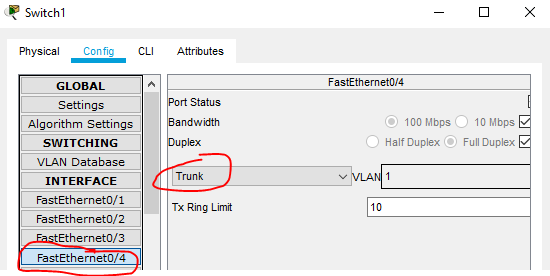 Switch1
Physical Config CLI Attributes
GLOBAL
Settings
Algorithm Settings
SWITCHING
VLAN Database
INTERFACE
FastEthernet0/1
FastEthernet0/2
FastEthernet0/3
FastEthernet0/4
FastEthernet0/4
Port Status
Bandwidth 100 Mbps 10 Mbps
Duplex Half Duplex Full Duplex
Trunk VLAN 1
Tx Ring Limit 10